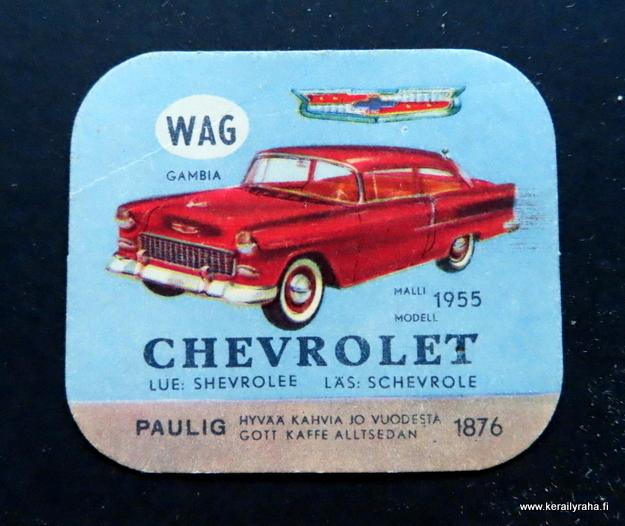 WAG
GAMBIA
MALLI 1955
MODELL
CHEVROLET
LUE: SHEVROLEE LÄS: SCHEVROLE
PAULIG HYVÄÄ KAHVIA JO VUODESTA 1876
GOTT KAFFE ALLTSEDAN
www.kerailyraha.fi